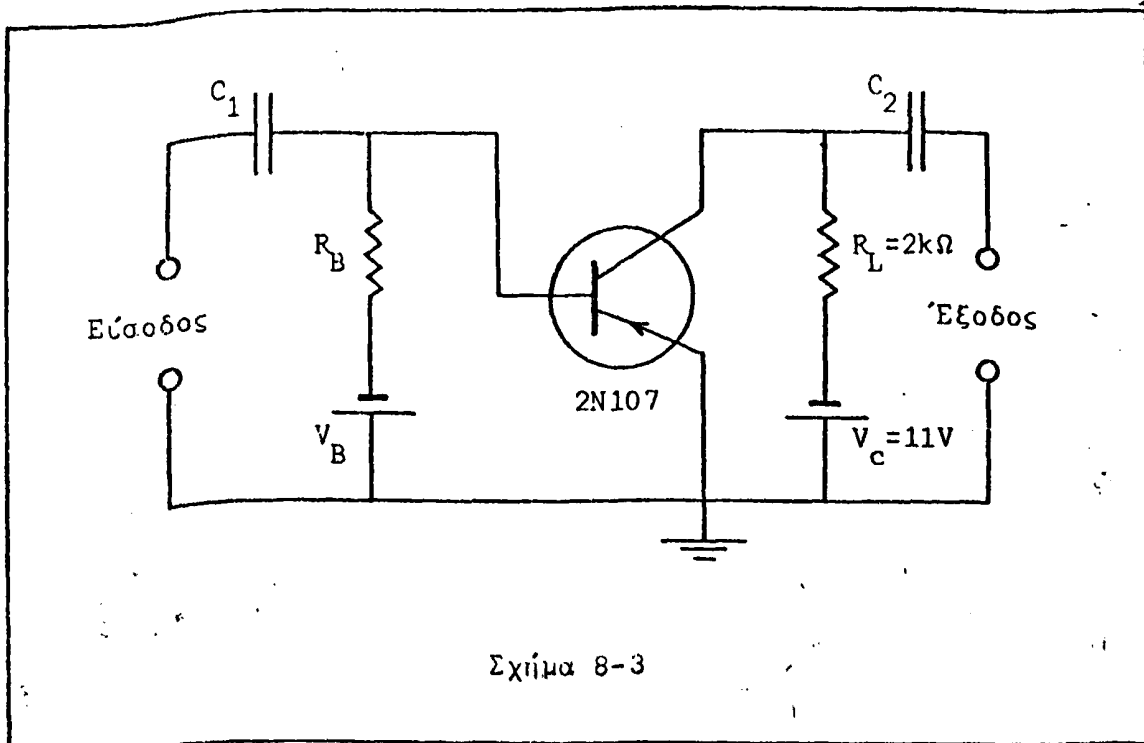 C1
C2
RB
RL=2kΩ
Είσοδος
Έξοδος
2N107
VB
Vc=11V
Σχήμα 8-3